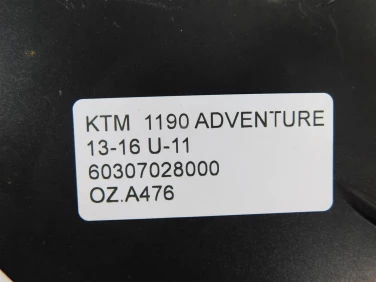 KTM 1190 ADVENTURE
13-16 U-11
60307028000
OZ.A476